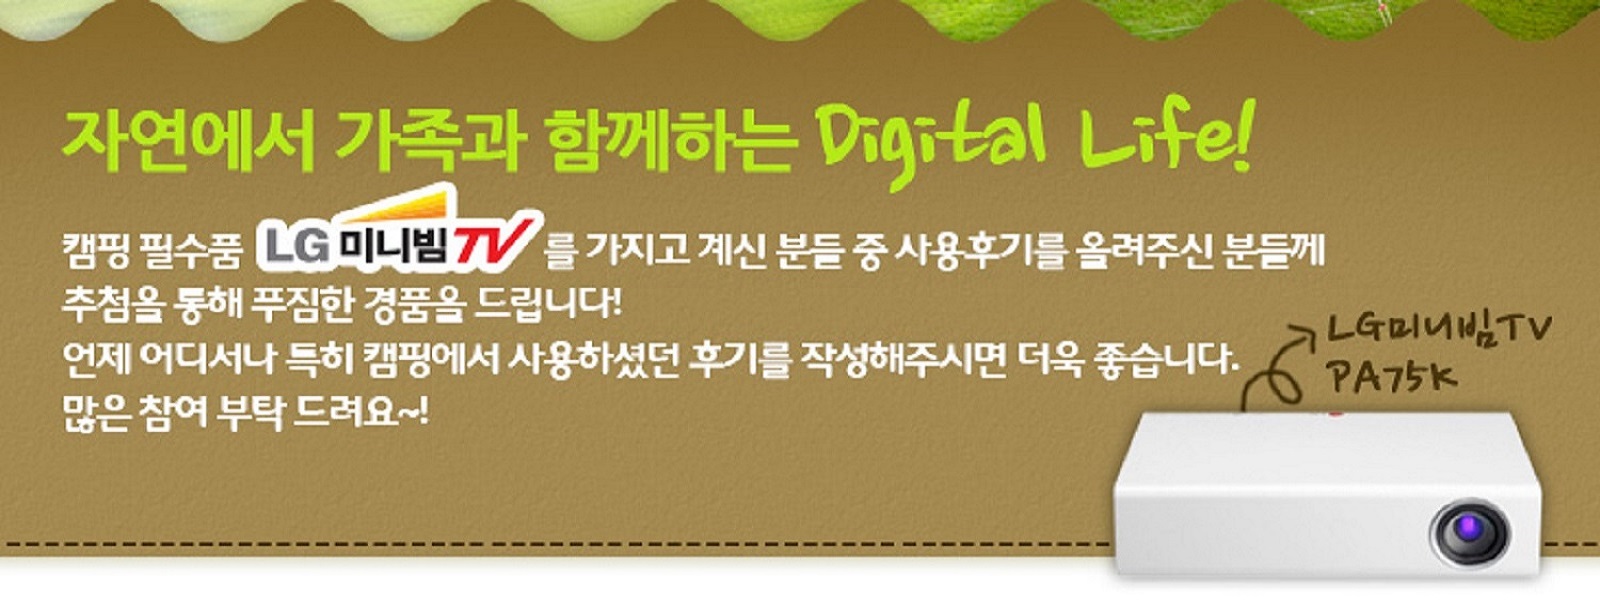 자연에서 가족과 함께하는 Digital Life!
캠핑 필수품 LG 미니빔TV 를 가지고 계신 분들 중 사용후기를 올려주신 분들께
추첨을 통해 푸짐한 경품을 드립니다!
언제 어디서나 특히 캠핑에서 사용하셨던 후기를 작성해주시면 더욱 좋습니다.
많은 참여 부탁 드려요~!
LG미니빔TV
PA75K